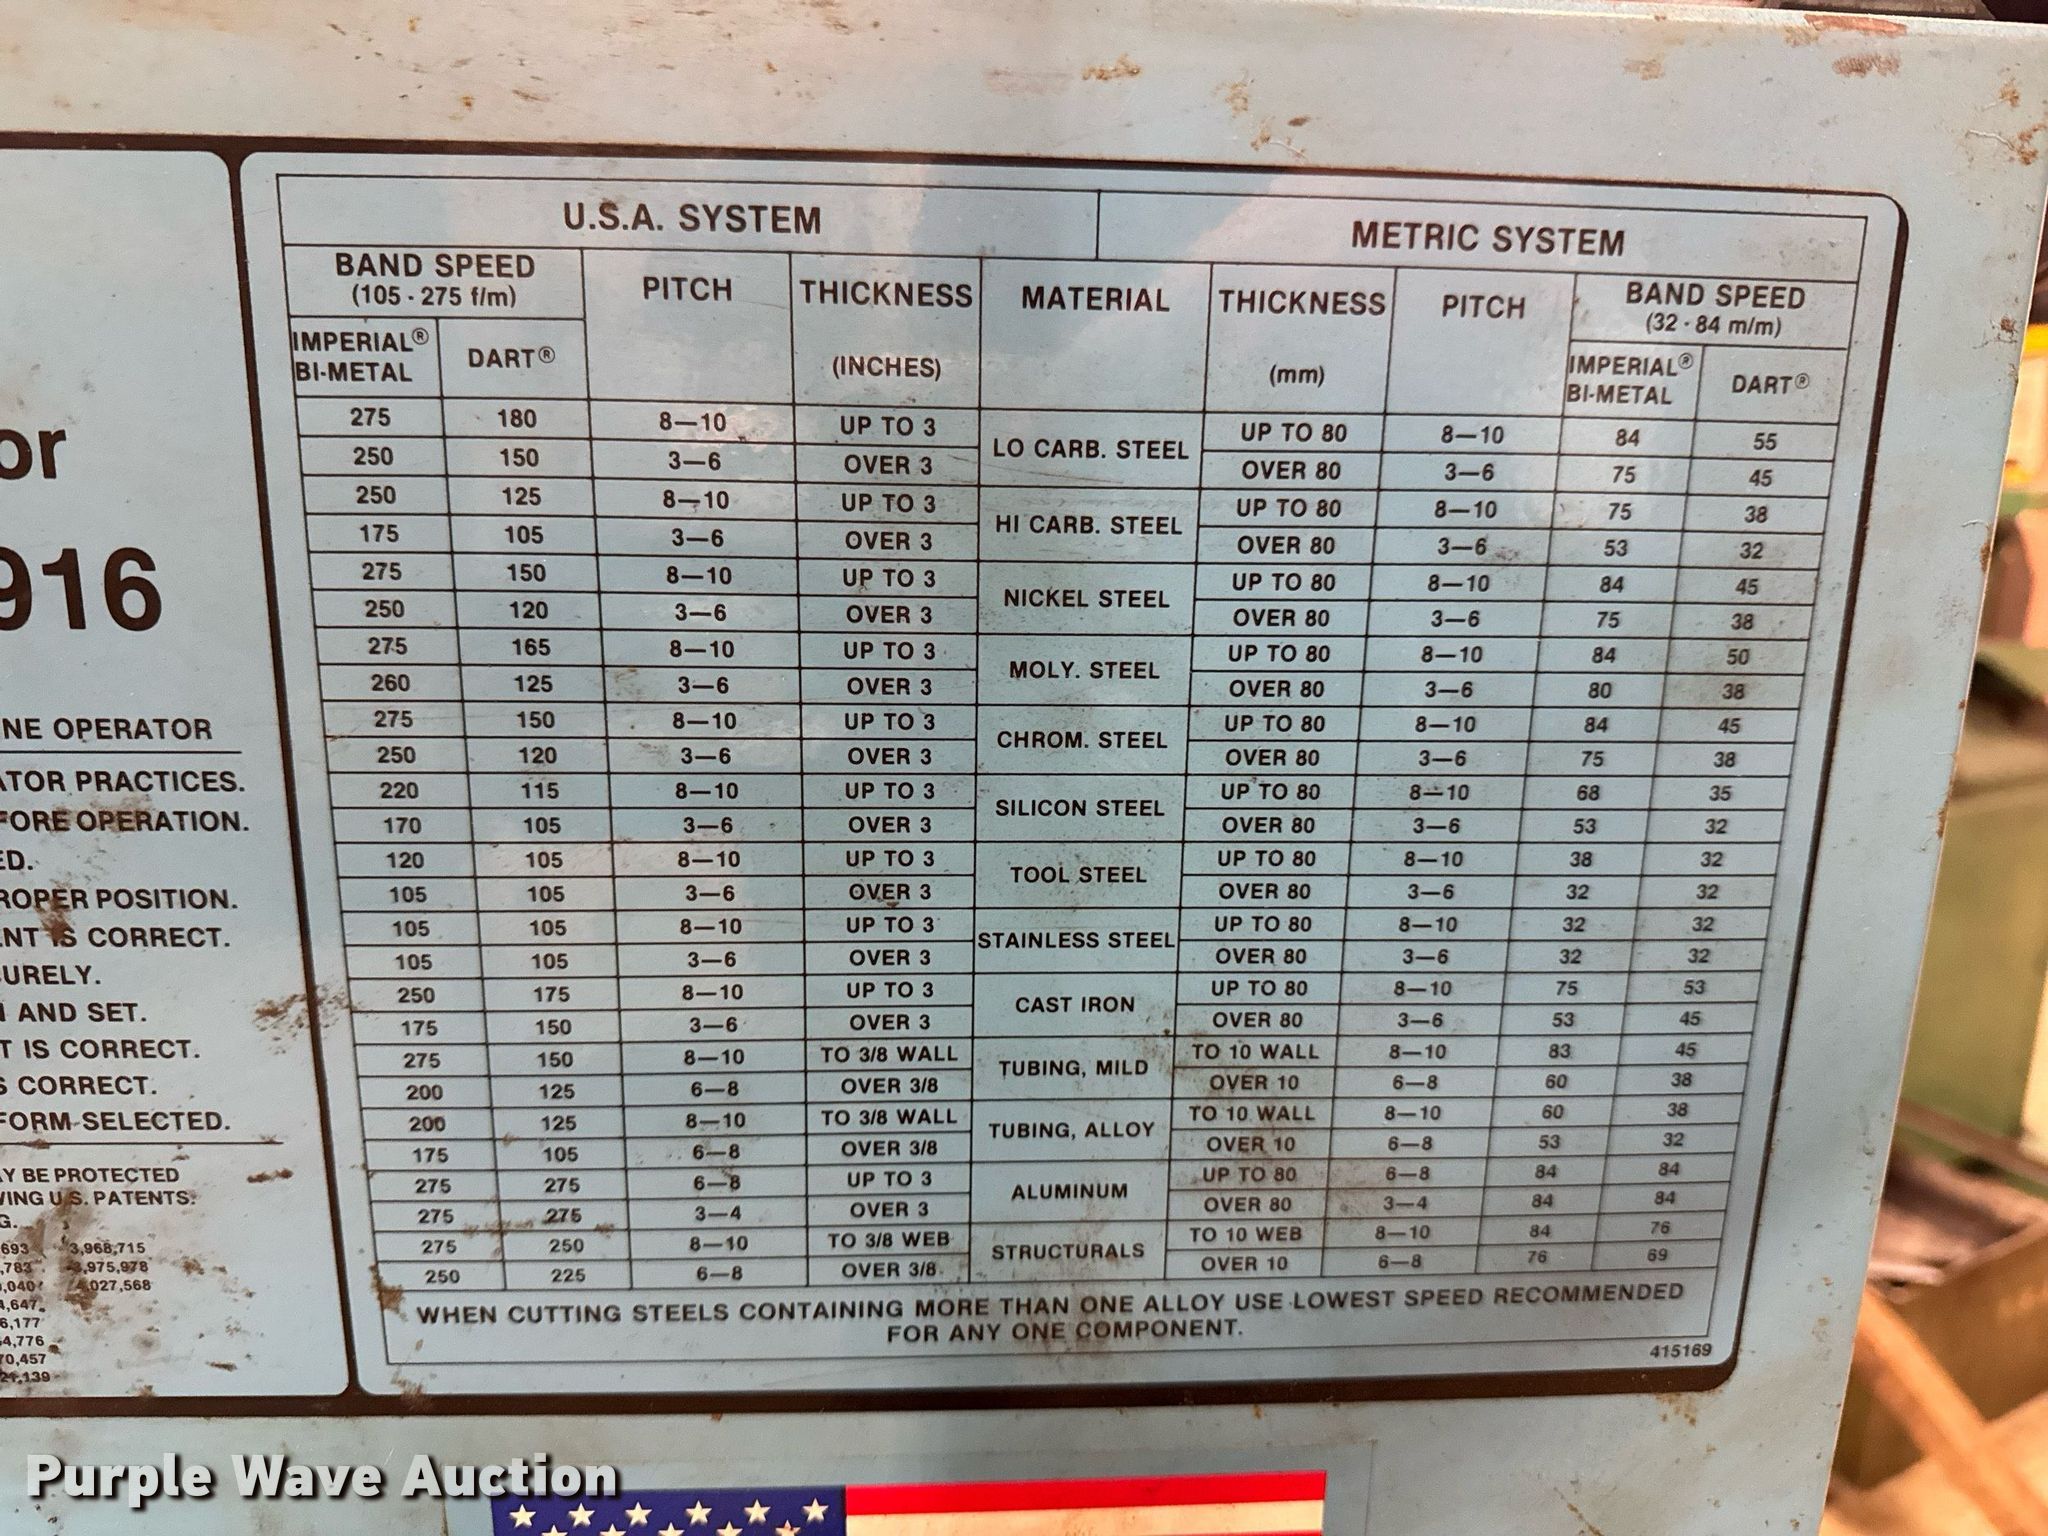 or
916
NE OPERATOR
ATOR PRACTICES.
FORE OPERATION.
ED.
ROPER POSITION.
ENT IS CORRECT.
CURELY.
AND SET.
T IS CORRECT.
S CORRECT.
FORM SELECTED.
AY BE PROTECTED
WING U.S. PATENTS:
G.
693 3,968,715
,783 3,975,978
,040 4,027,568
4,647
6,177
4,776
70,457
21,139
U.S.A. SYSTEM METRIC SYSTEM
BAND SPEED PITCH THICKNESS MATERIAL THICKNESS PITCH BAND SPEED
(105 - 275 f/m) (32 - 84 m/m)
IMPERIAL® DART® (INCHES) (mm) IMPERIAL® DART®
BI-METAL BI-METAL
275 180 8—10 UP TO 3 LO CARB. STEEL UP TO 80 8—10 84 55
250 150 3—6 OVER 3 OVER 80 3—6 75 45
250 125 8—10 UP TO 3 HI CARB. STEEL UP TO 80 8—10 75 38
175 105 3—6 OVER 3 OVER 80 3—6 53 32
275 150 8—10 UP TO 3 NICKEL STEEL UP TO 80 8—10 84 45
250 120 3—6 OVER 3 OVER 80 3—6 75 38
275 165 8—10 UP TO 3 MOLY. STEEL UP TO 80 8—10 84 50
260 125 3—6 OVER 3 OVER 80 3—6 80 38
275 150 8—10 UP TO 3 CHROM. STEEL UP TO 80 8—10 84 45
250 120 3—6 OVER 3 OVER 80 3—6 75 38
220 115 8—10 UP TO 3 SILICON STEEL UP TO 80 8—10 68 35
170 105 3—6 OVER 3 OVER 80 3—6 53 32
120 105 8—10 UP TO 3 TOOL STEEL UP TO 80 8—10 38 32
105 105 3—6 OVER 3 OVER 80 3—6 32 32
105 105 8—10 UP TO 3 STAINLESS STEEL UP TO 80 8—10 32 32
105 105 3—6 OVER 3 OVER 80 3—6 32 32
250 175 8—10 UP TO 3 CAST IRON UP TO 80 8—10 75 53
175 150 3—6 OVER 3 OVER 80 3—6 53 45
275 150 8—10 TO 3/8 WALL TUBING, MILD TO 10 WALL 8—10 83 45
200 125 6—8 OVER 3/8 OVER 10 6—8 60 38
200 125 8—10 TO 3/8 WALL TUBING, ALLOY TO 10 WALL 8—10 60 38
175 105 6—8 OVER 3/8 OVER 10 6—8 53 32
275 275 6—8 UP TO 3 ALUMINUM UP TO 80 6—8 84 84
275 275 3—4 OVER 3 OVER 80 3—4 84 84
275 250 8—10 TO 3/8 WEB STRUCTURALS TO 10 WEB 8—10 84 76
250 225 6—8 OVER 3/8 OVER 10 6—8 76 69
WHEN CUTTING STEELS CONTAINING MORE THAN ONE ALLOY USE LOWEST SPEED RECOMMENDED
FOR ANY ONE COMPONENT.
415169
Purple Wave Auction